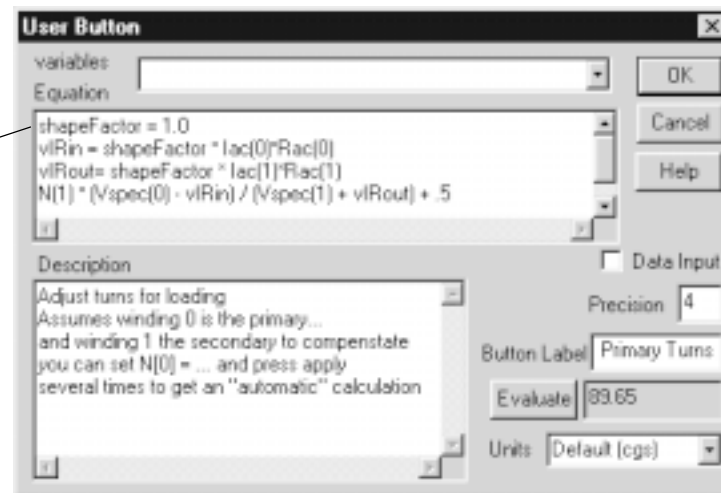 User Button
variables
Equation
OK
Cancel
Help
shapeFactor = 1.0
vIRin = shapeFactor * Iac(0)*Rac(0)
vIRout= shapeFactor * Iac(1)*Rac(1)
N(1) * (Vspec(0) - vIRin) / (Vspec(1) + vIRout) + .5
Description
Data Input
Adjust turns for loading
Assumes winding 0 is the primary...
and winding 1 the secondary to compenstate
you can set N[0] = ... and press apply
several times to get an "automatic" calculation
Precision 4
Button Label Primary Turns
Evaluate 89.65
Units Default (cgs)